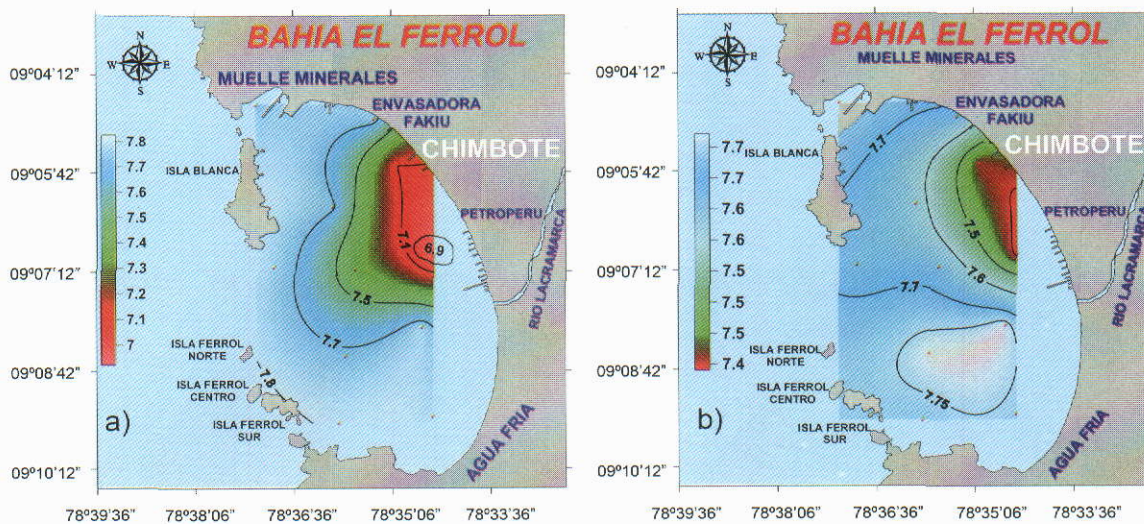 BAHIA EL FERROL
N
W E
S
09º04'12"
MUELLE MINERALES
ENVASADORA
FAKIU
CHIMBOTE
7.8
7.7
7.6
7.5
7.4
7.3
7.2
7.1
7
ISLA BLANCA
09º05'42"
PETROPERU
7.1
6.9
09º07'12"
7.5
RIO LACRAMARCA
7.7
ISLA FERROL
NORTE
09º08'42"
7.8
ISLA FERROL
CENTRO
a)
ISLA FERROL
SUR
AGUA FRIA
09º10'12"
78º39'36" 78º38'06" 78º36'36" 78º35'06" 78º33'36"
BAHIA EL FERROL
N
W E
S
09º04'12"
MUELLE MINERALES
ENVASADORA
FAKIU
CHIMBOTE
7.7
7.7
7.6
7.6
7.5
7.5
7.5
7.4
7.7
ISLA BLANCA
09º05'42"
PETROPERU
7.5
09º07'12"
7.6
7.7
RIO LACRAMARCA
ISLA FERROL
NORTE
09º08'42"
ISLA FERROL
CENTRO
7.75
b)
ISLA FERROL
SUR
AGUA FRIA
09º10'12"
78º39'36" 78º38'06" 78º36'36" 78º35'06" 78º33'36"